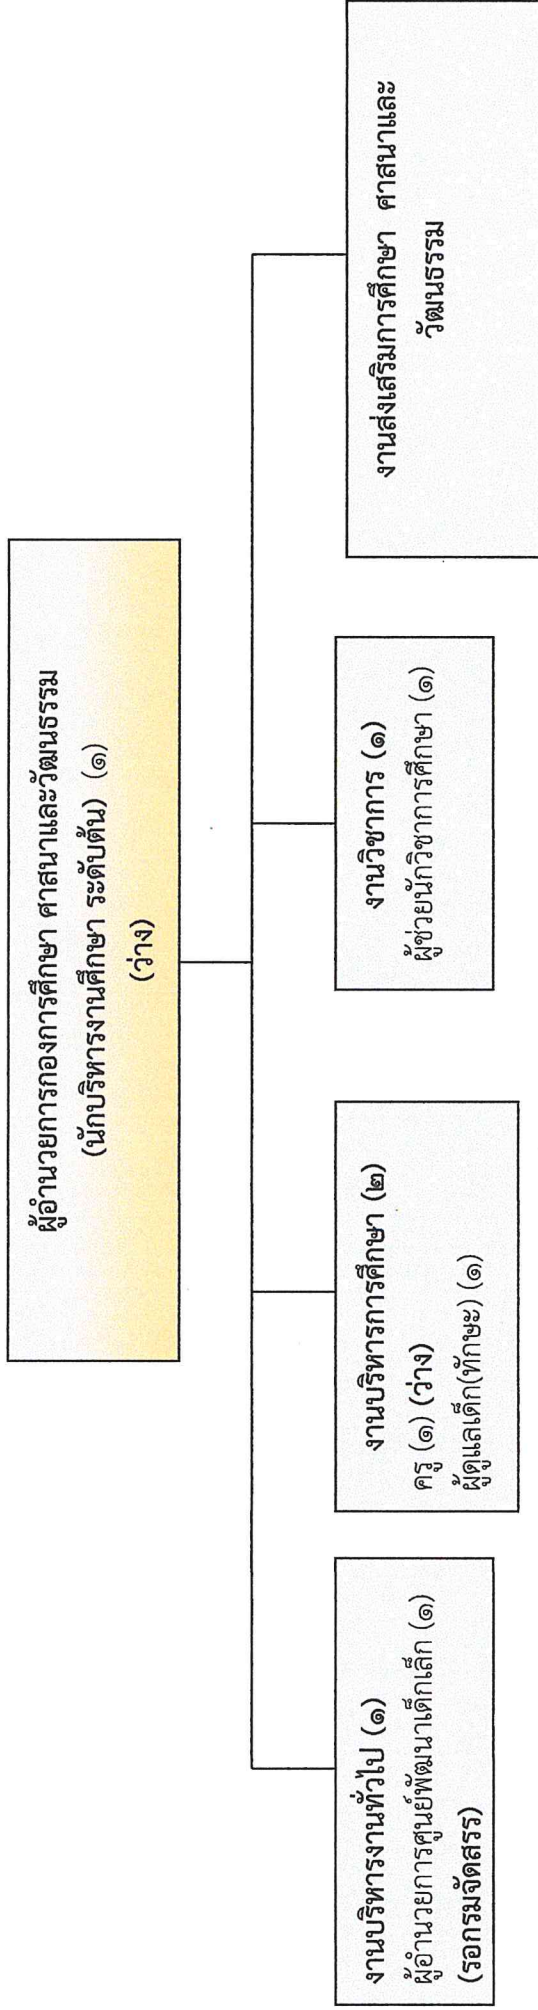 ผู้อำนวยการกองการศึกษา ศาสนาและวัฒนธรรม
(นักบริหารงานศึกษา ระดับต้น) (๑)
(ว่าง)
งานบริหารงานทั่วไป (๑)
ผู้อำนวยการศูนย์พัฒนาเด็กเล็ก (๑)
(รอกรมจัดสรร)
งานบริหารการศึกษา (๒)
ครู (๑) (ว่าง)
ผู้ดูแลเด็ก(ทักษะ) (๑)
งานวิชาการ (๑)
ผู้ช่วยนักวิชาการศึกษา (๑)
งานส่งเสริมการศึกษา ศาสนาและ
วัฒนธรรม